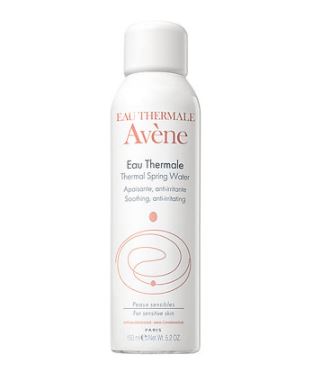 EAU THERMALE
Avène
Eau Thermale
Thermal Spring Water
Apaisante, anti-irritante
Soothing, anti-irritating
Peaux sensibles
For sensitive skin
PARIS
150 ml e Net Wt. 5.2 OZ.